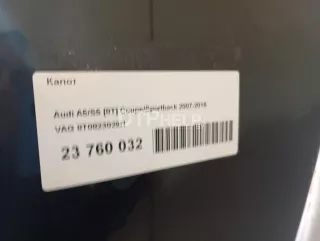 Капот
Audi A5/S5 [8T] Coupe/Sportback 2007-2016
VAG 8T0823029J
23 760 032